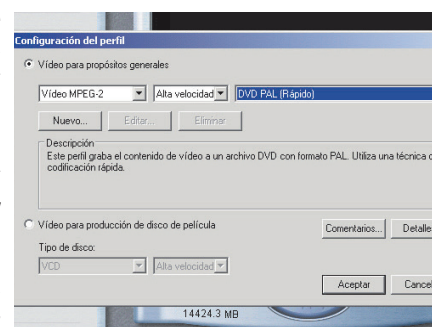 Configuración del perfil
Vídeo para propósitos generales
Vídeo MPEG-2 Alta velocidad DVD PAL (Rápido)
Nuevo... Editar... Eliminar
Descripción
Este perfil graba el contenido de vídeo a un archivo DVD con formato PAL. Utiliza una técnica d
codificación rápida.
Vídeo para producción de disco de película
Comentarios... Detalle
Tipo de disco:
VCD Alta velocidad
Aceptar Cancel
14424.3 MB